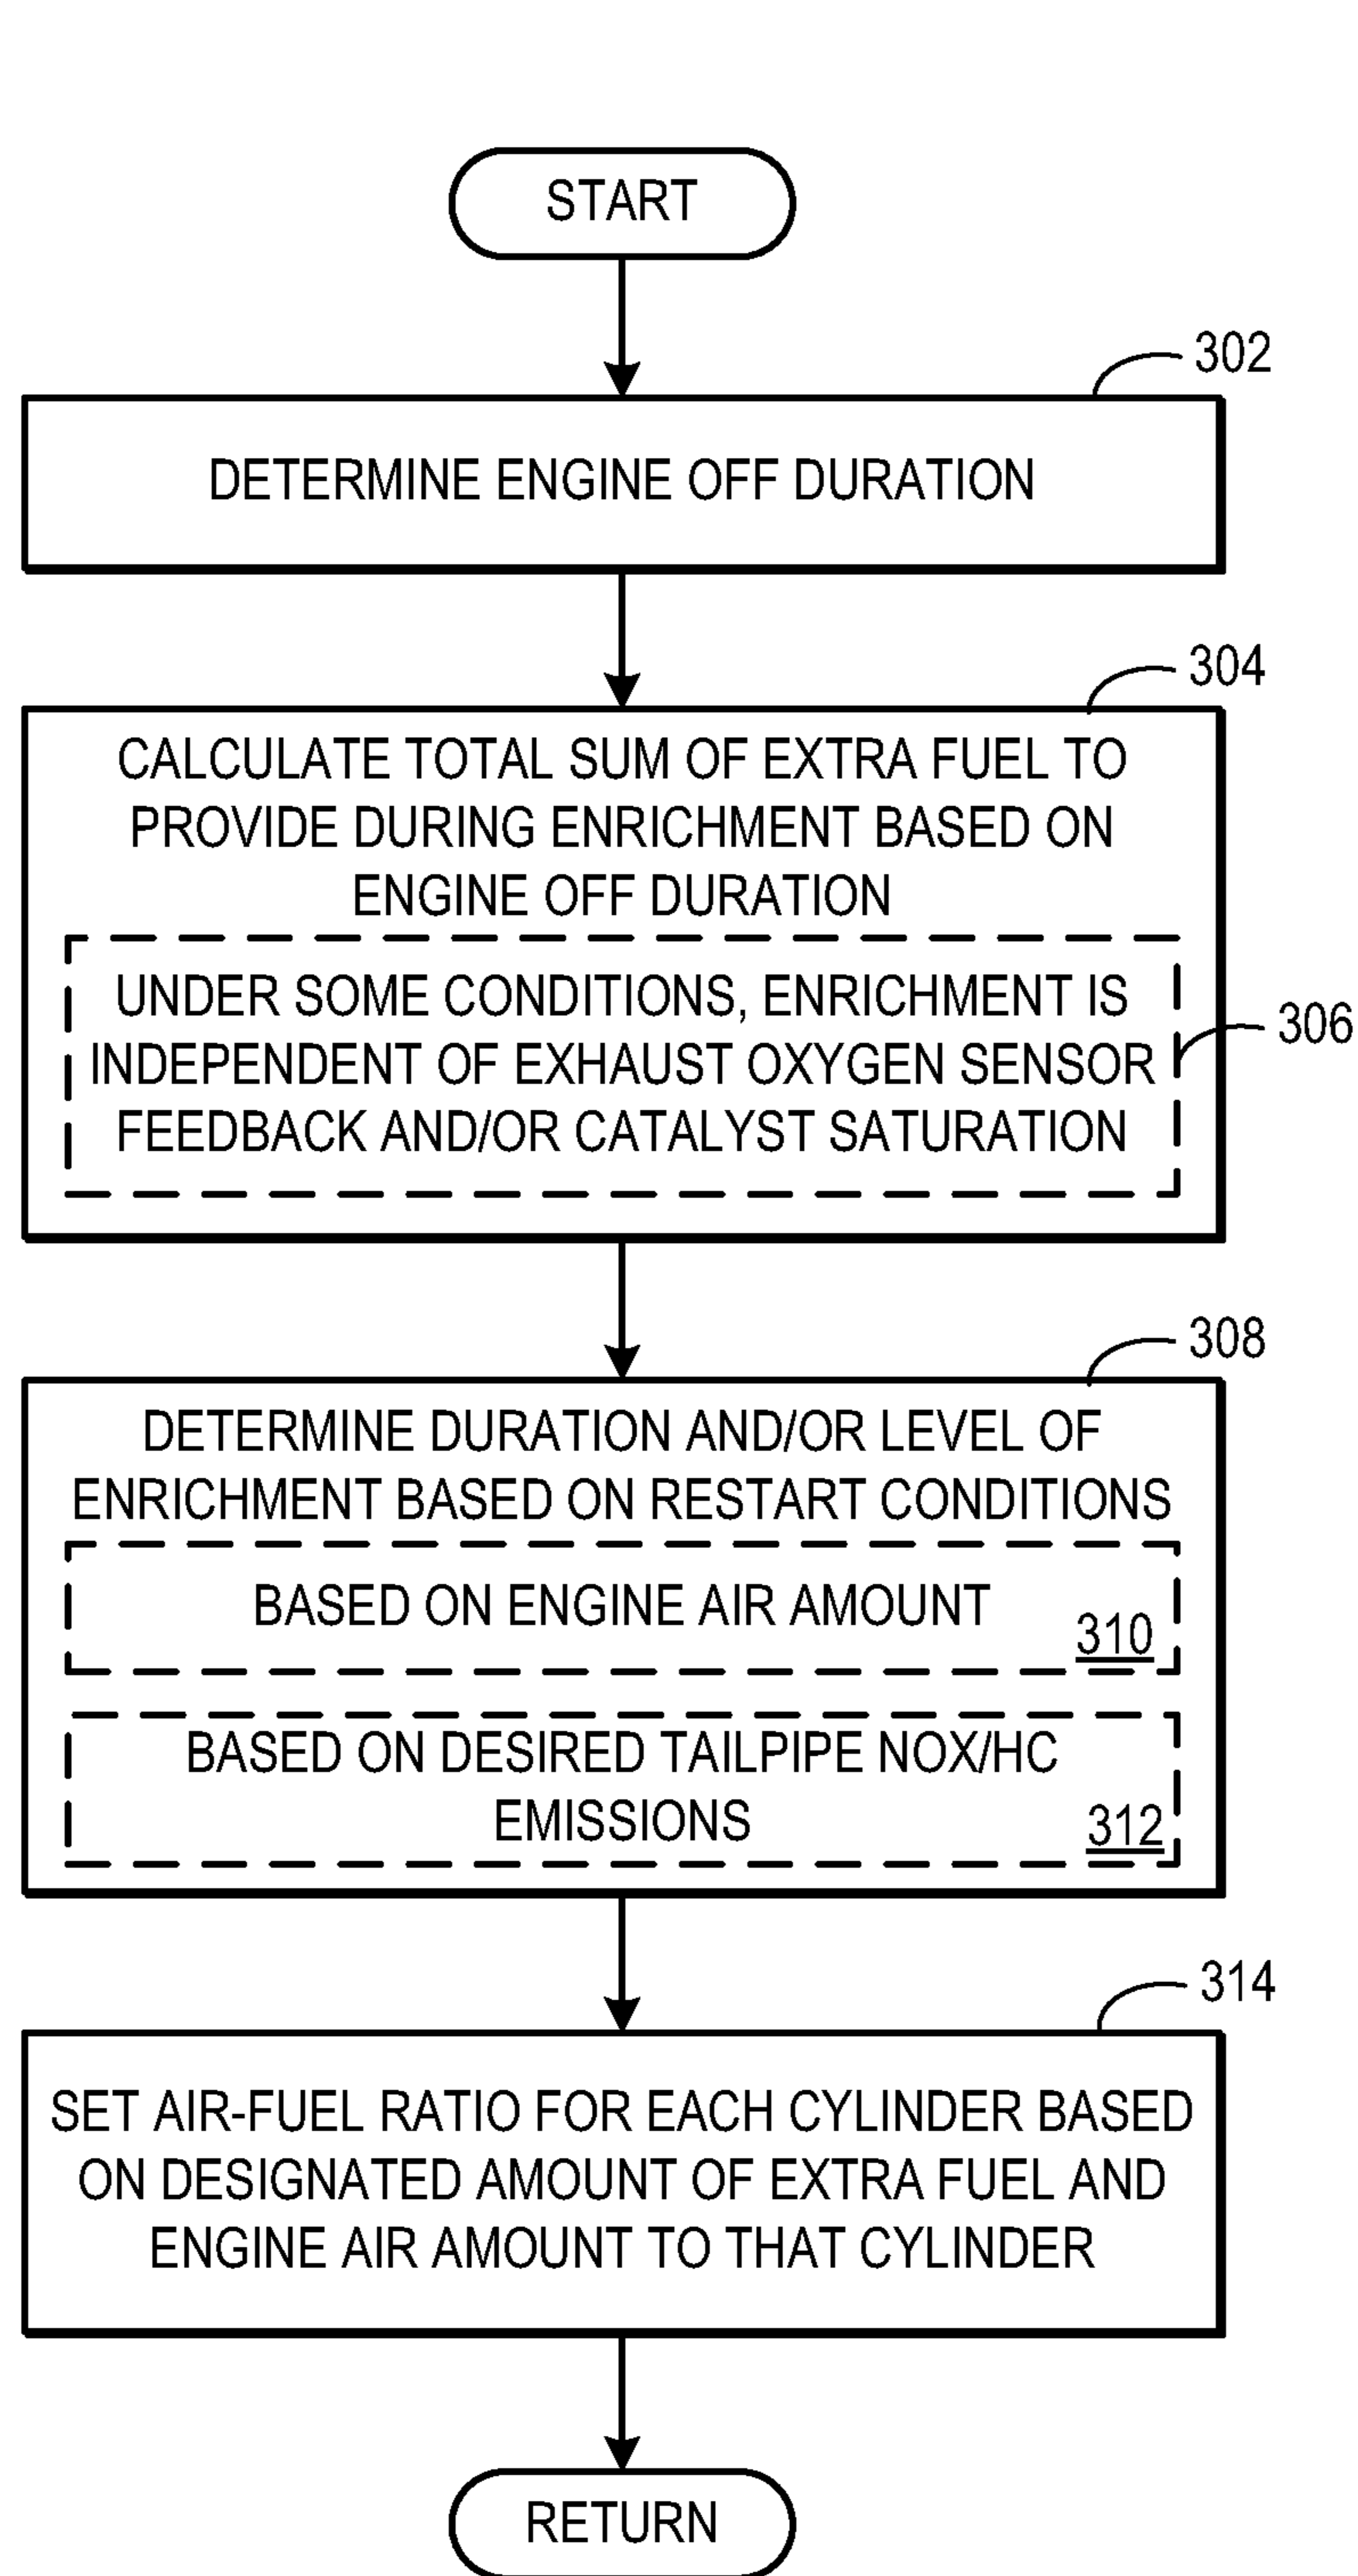 START
302
DETERMINE ENGINE OFF DURATION
304
CALCULATE TOTAL SUM OF EXTRA FUEL TO
PROVIDE DURING ENRICHMENT BASED ON
ENGINE OFF DURATION
UNDER SOME CONDITIONS, ENRICHMENT IS
INDEPENDENT OF EXHAUST OXYGEN SENSOR
FEEDBACK AND/OR CATALYST SATURATION
306
308
DETERMINE DURATION AND/OR LEVEL OF
ENRICHMENT BASED ON RESTART CONDITIONS
BASED ON ENGINE AIR AMOUNT
310
BASED ON DESIRED TAILPIPE NOX/HC
EMISSIONS
312
314
SET AIR-FUEL RATIO FOR EACH CYLINDER BASED
ON DESIGNATED AMOUNT OF EXTRA FUEL AND
ENGINE AIR AMOUNT TO THAT CYLINDER
RETURN